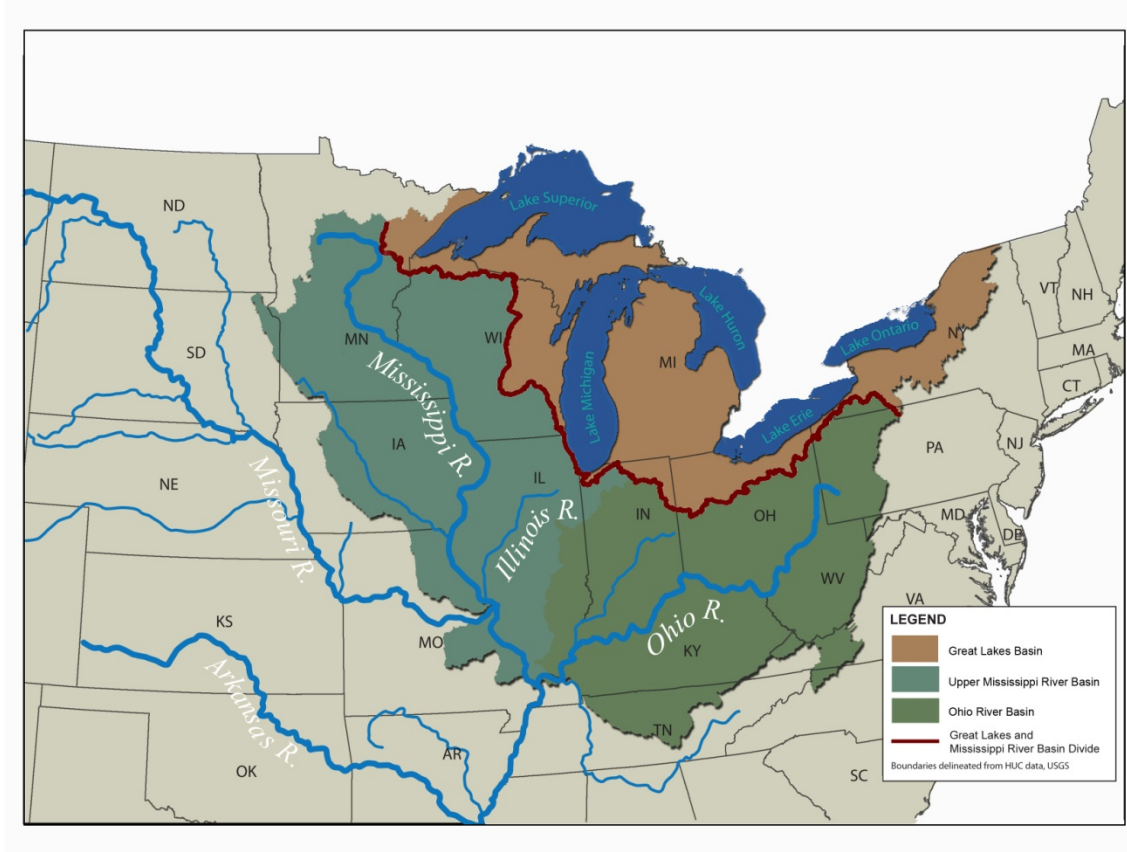 Lake Superior
ND
Lake Huron
VT
NH
Lake Ontario
NY
MN
WI
MI
MA
SD
Lake Michigan
CT
Mississippi R.
Lake Erie
IA
PA
NJ
IL
NE
Missouri R.
Illinois R.
IN
OH
MD
DE
WV
VA
KS
MO
Ohio R.
KY
Arkansas R.
TN
AR
OK
SC
LEGEND
Great Lakes Basin
Upper Mississippi River Basin
Ohio River Basin
Great Lakes and
Mississippi River Basin Divide
Boundaries delineated from HUC data, USGS